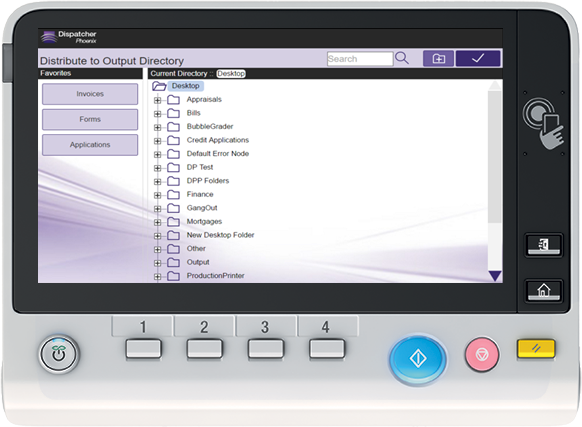 Dispatcher
Phoenix
Distribute to Output Directory
Search
Favorites
Current Directory :: Desktop
Invoices
Forms
Applications
Desktop
Appraisals
Bills
BubbleGrader
Credit Applications
Default Error Node
DP Test
DPP Folders
Finance
GangOut
Mortgages
New Desktop Folder
Other
Output
ProductionPrinter
1 2 3 4